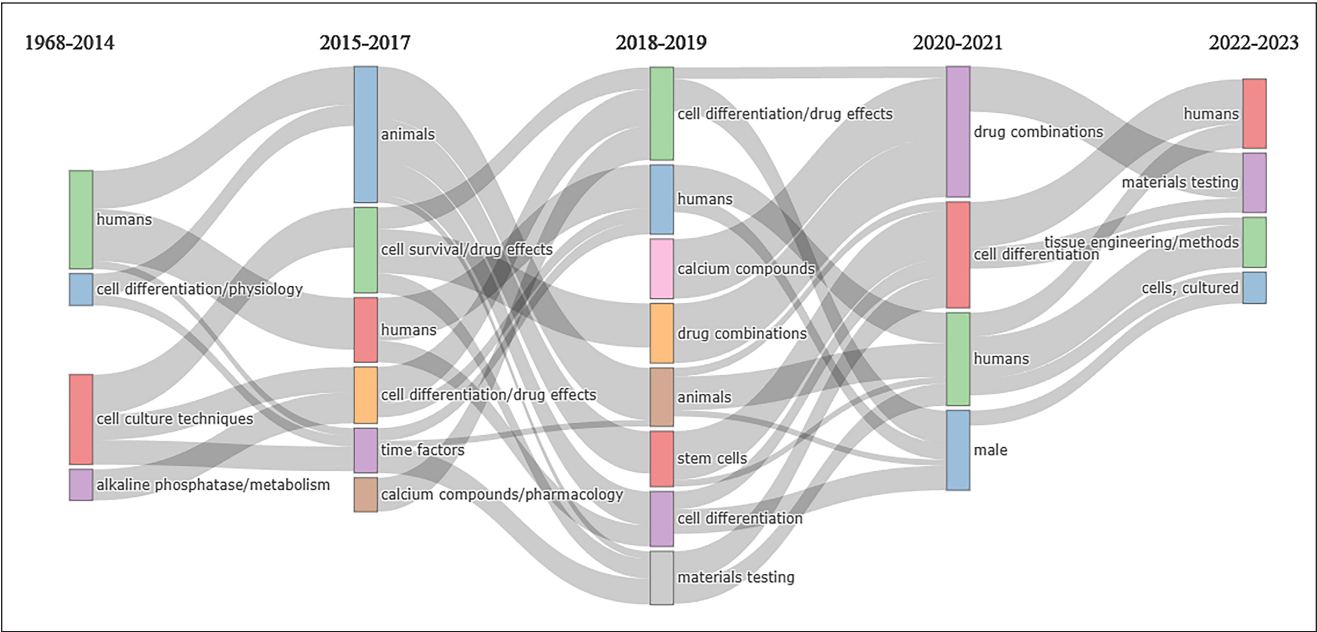 1968-2014
2015-2017
2018-2019
2020-2021
2022-2023
humans
cell differentiation/physiology
cell culture techniques
alkaline phosphatase/metabolism
animals
cell survival/drug effects
humans
cell differentiation/drug effects
time factors
calcium compounds/pharmacology
cell differentiation/drug effects
humans
calcium compounds
drug combinations
animals
stem cells
cell differentiation
materials testing
drug combinations
cell differentiation
humans
male
humans
materials testing
tissue engineering/methods
cells, cultured